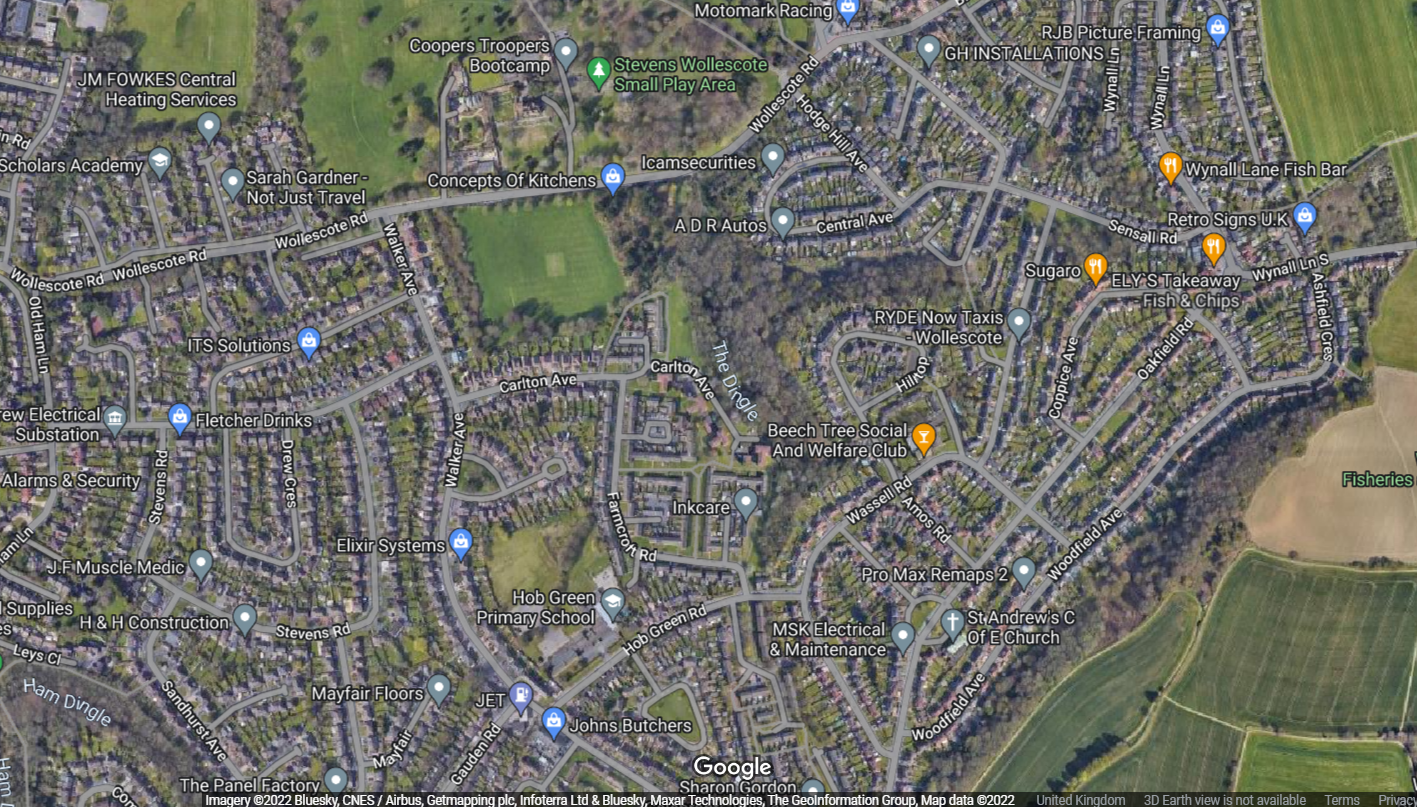 Motomark Racing
RJB Picture Framing
Coopers Troopers
Bootcamp
GH INSTALLATIONS
Stevens Wollescote
Small Play Area
JM FOWKES Central
Heating Services
Wollescote Rd
Hodge Hill Ave
Wynall Ln
Wynall Ln
in Rd
Scholars Academy
Icamsecurities
Wynall Lane Fish Bar
Sarah Gardner -
Not Just Travel
Concepts Of Kitchens
A D R Autos
Central Ave
Sensall Rd
Retro Signs U.K
Wollescote Rd
Wollescote Rd
Wollescote Rd
Walker Ave
Sugaro
ELY'S Takeaway
Fish & Chips
Wynall Ln S
Ashfield Cres
Old Ham Ln
ITS Solutions
RYDE Now Taxis
- Wollescote
The Dingle
Carlton Ave
Carlton Ave
Hilltop
Coppice Ave
Oakfield Rd
rew Electrical
Substation
Fletcher Drinks
Drew Cres
Walker Ave
Beech Tree Social
And Welfare Club
Alarms & Security
Stevens Rd
Fisheries
Inkcare
Wassell Rd
Amos Rd
Farmcroft Rd
Woodfield Ave
Ham Ln
Elixir Systems
J.F Muscle Medic
Pro Max Remaps 2
Hob Green
Primary School
l Supplies
es
H & H Construction
Stevens Rd
Hob Green Rd
MSK Electrical
& Maintenance
St Andrew's C
Of E Church
Leys Cl
Ham Dingle
Sandhurst Ave
Mayfair Floors
JET
Johns Butchers
Woodfield Ave
Mayfair
Gauden Rd
The Panel Factory
Google
Sharon Gordon
Ham
Com
Imagery ©2022 Bluesky, CNES / Airbus, Getmapping plc, Infoterra Ltd & Bluesky, Maxar Technologies, The GeoInformation Group, Map data ©2022 United Kingdom 3D Earth view is not available Terms Privacy